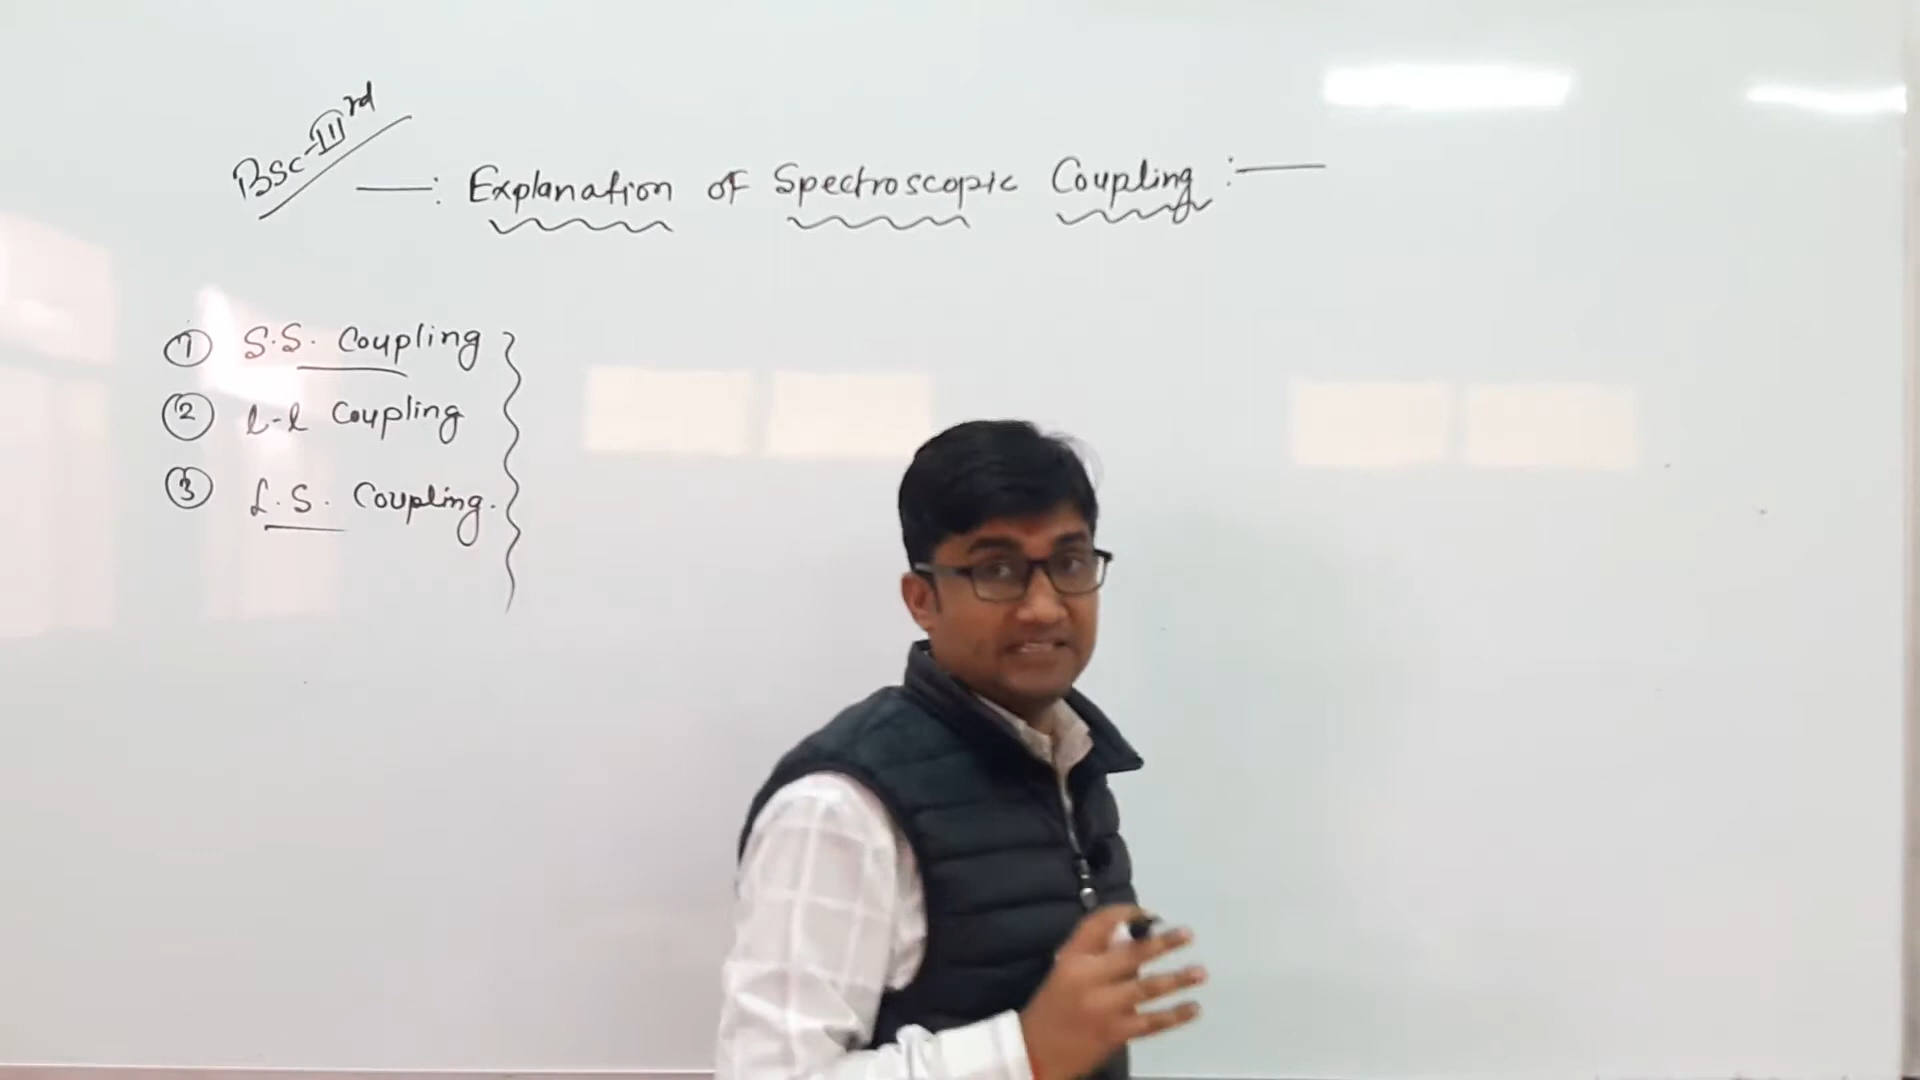 Bsc-IIIrd
—: Explanation of Spectroscopic Coupling :—
① S.S. Coupling
② l-l Coupling
③ L.S. Coupling.